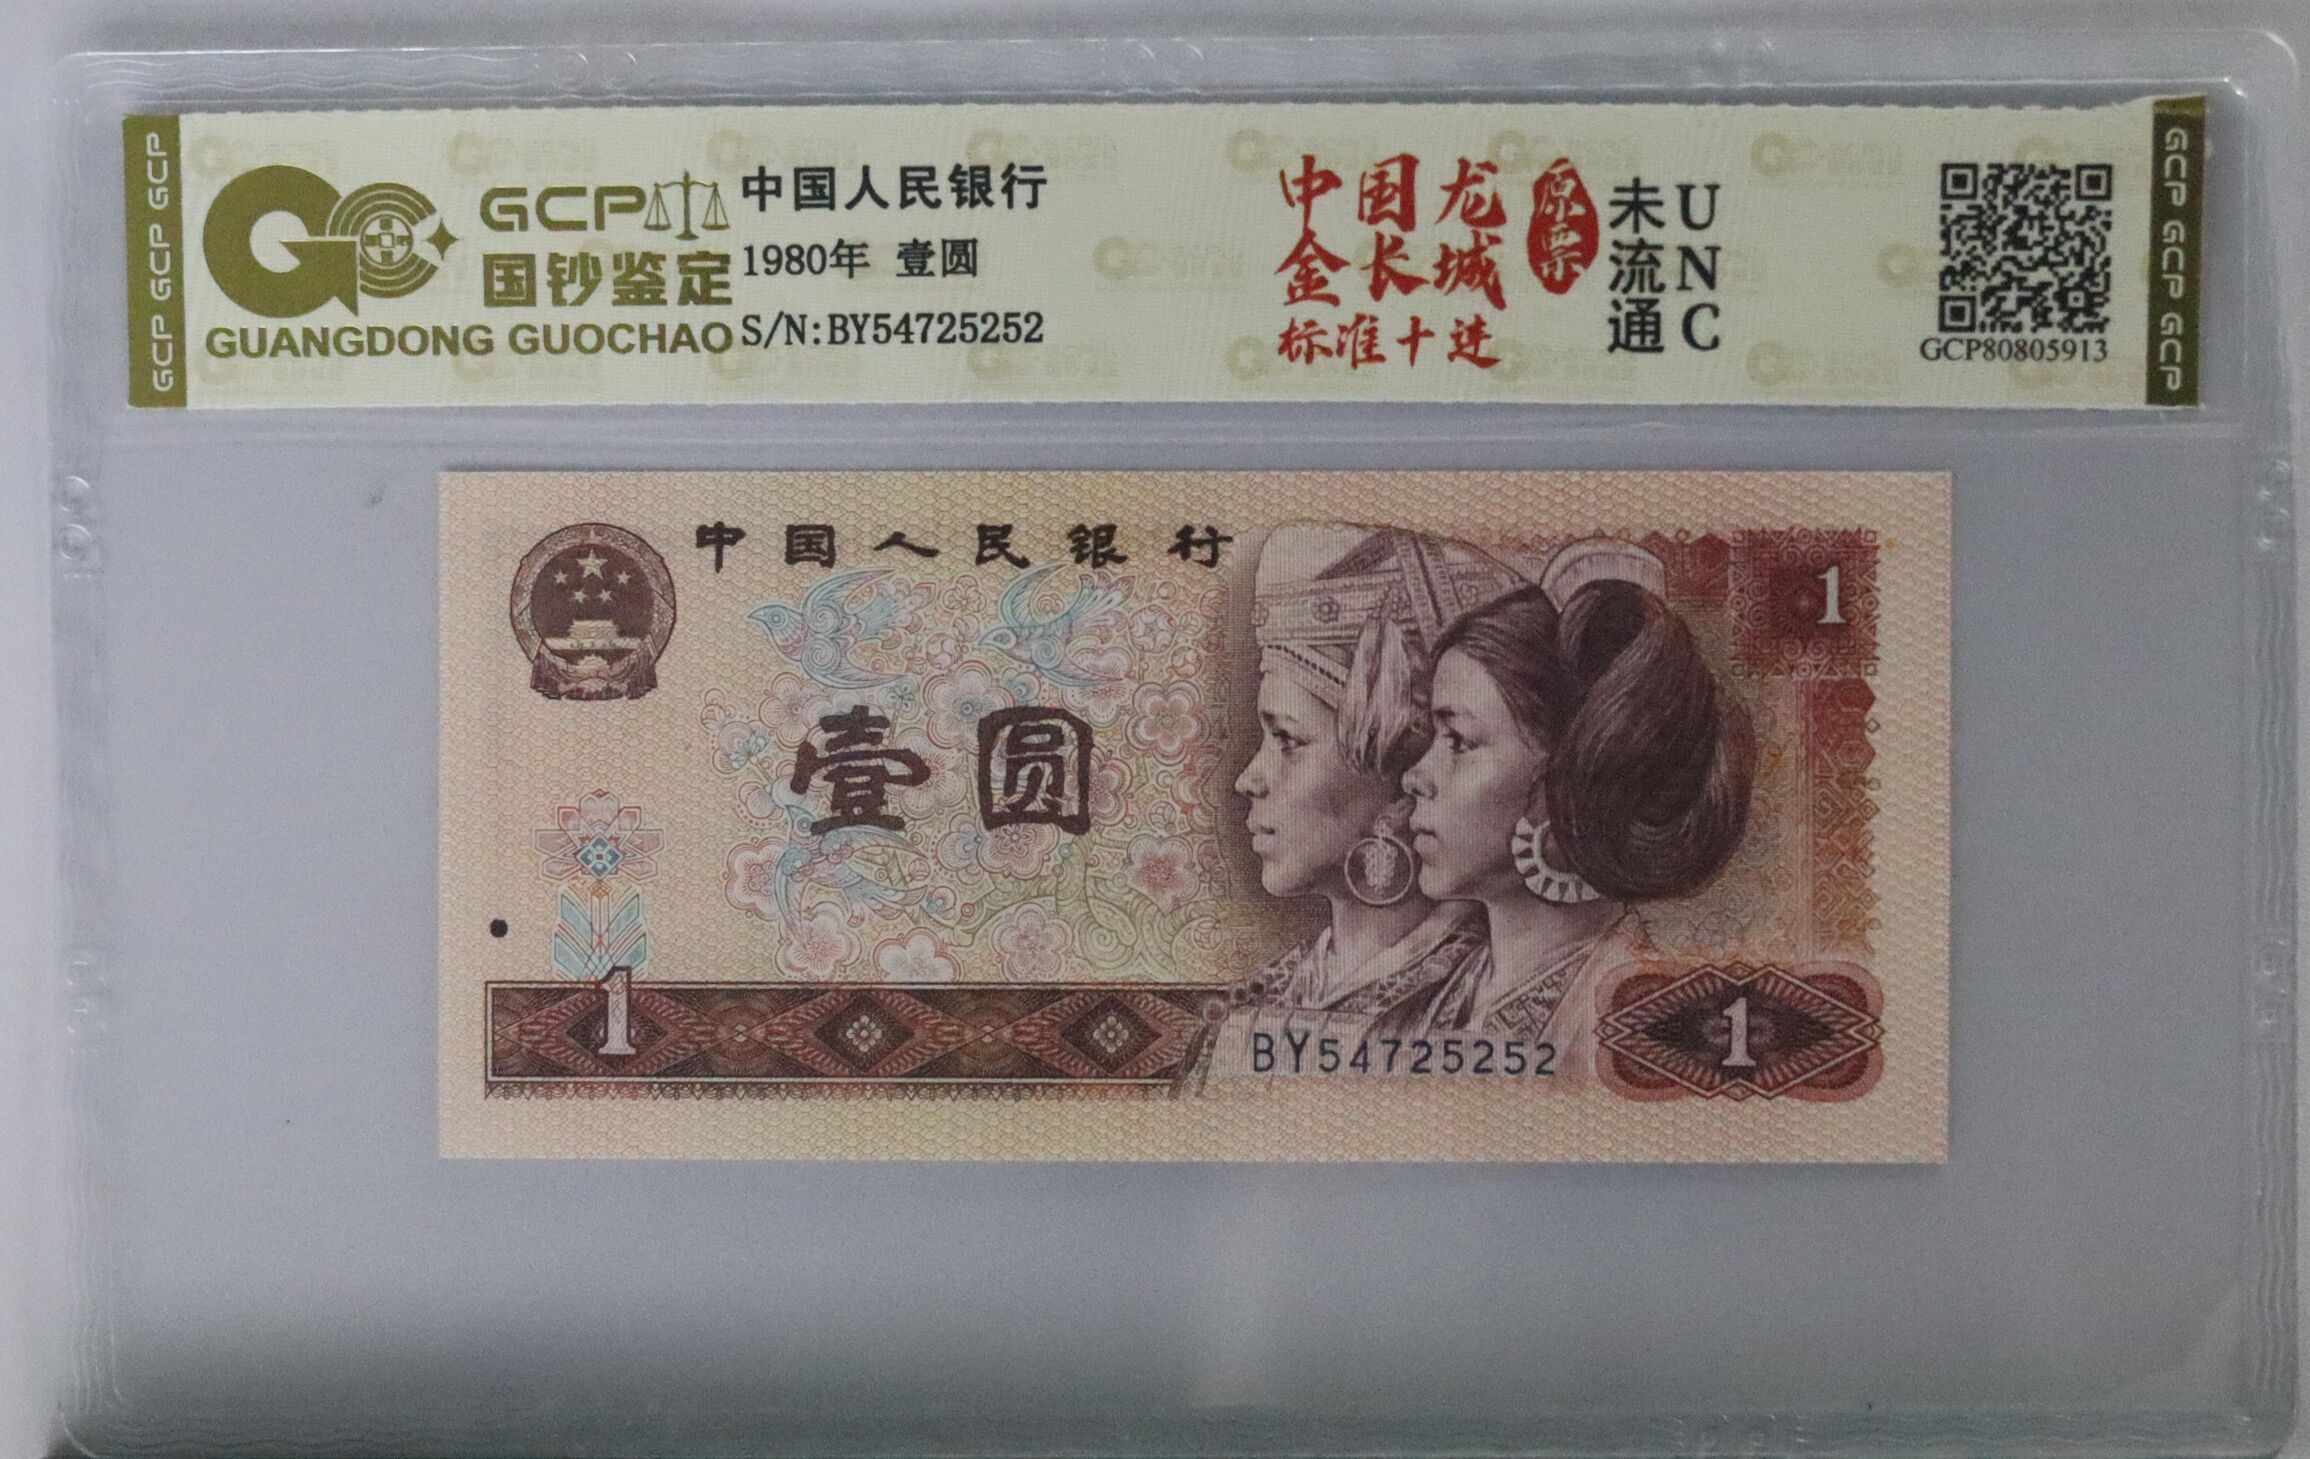 GCP GCP GCP
GCP
国钞鉴定
GUANGDONG GUOCHAO
中国人民银行
1980年 壹圆
S/N:BY54725252
中国龙
金长城
标准十进
原票
未流通
UNC
GCP80805913
GCP GCP GCP
中国人民银行
壹圆
1
1
BY54725252
1